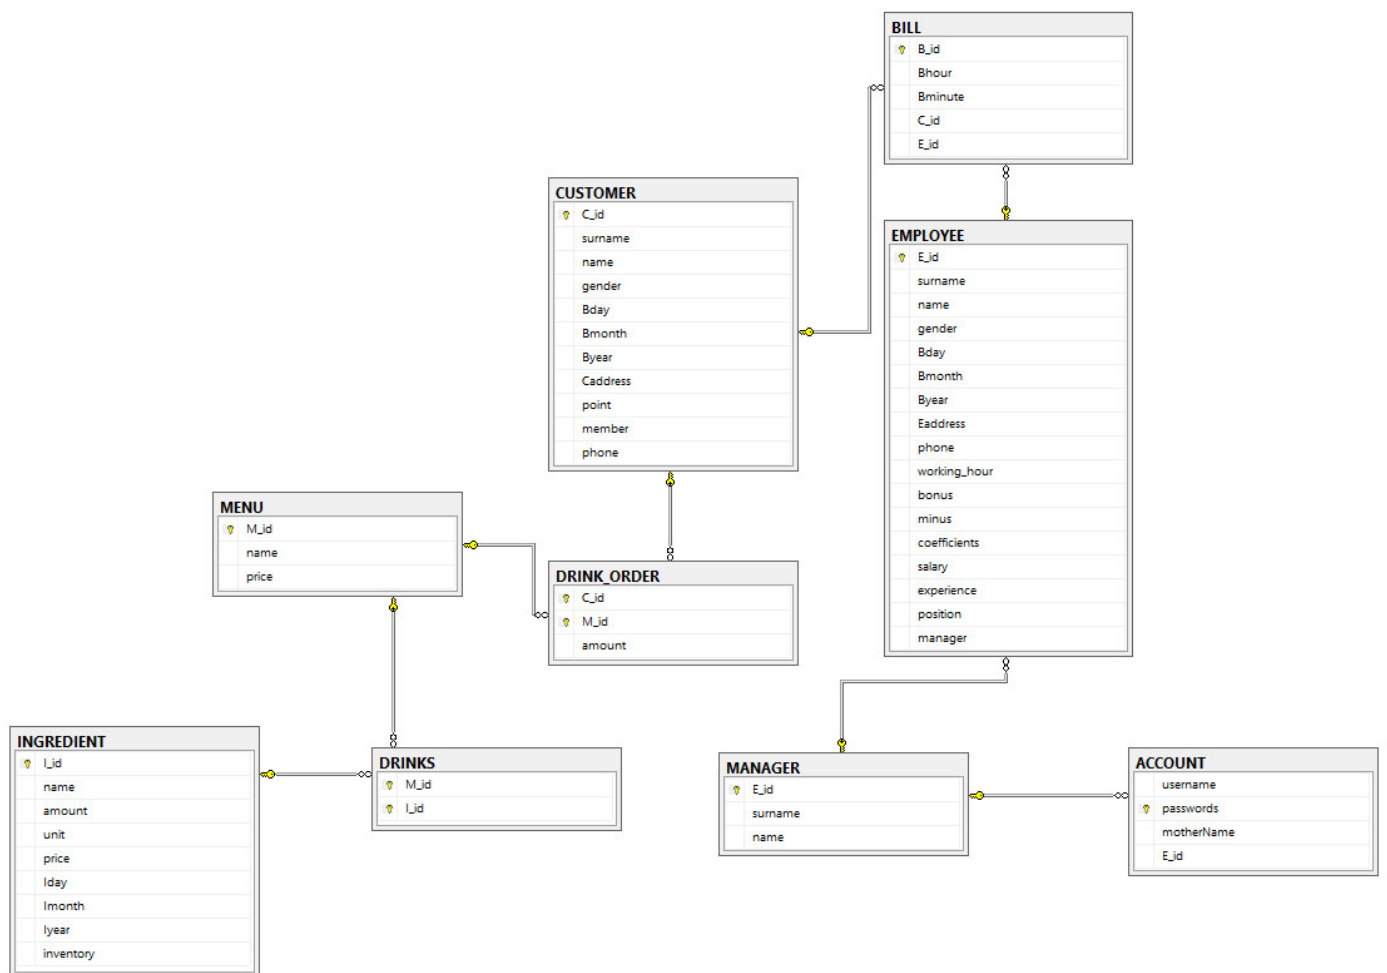 BILL
B_id
Bhour
Bminute
C_id
E_id
CUSTOMER
C_id
surname
name
gender
Bday
Bmonth
Byear
Caddress
point
member
phone
EMPLOYEE
E_id
surname
name
gender
Bday
Bmonth
Byear
Eaddress
phone
working_hour
bonus
minus
coefficients
salary
experience
position
manager
MENU
M_id
name
price
DRINK_ORDER
C_id
M_id
amount
INGREDIENT
I_id
name
amount
unit
price
Iday
Imonth
Iyear
inventory
DRINKS
M_id
I_id
MANAGER
E_id
surname
name
ACCOUNT
username
passwords
motherName
E_id